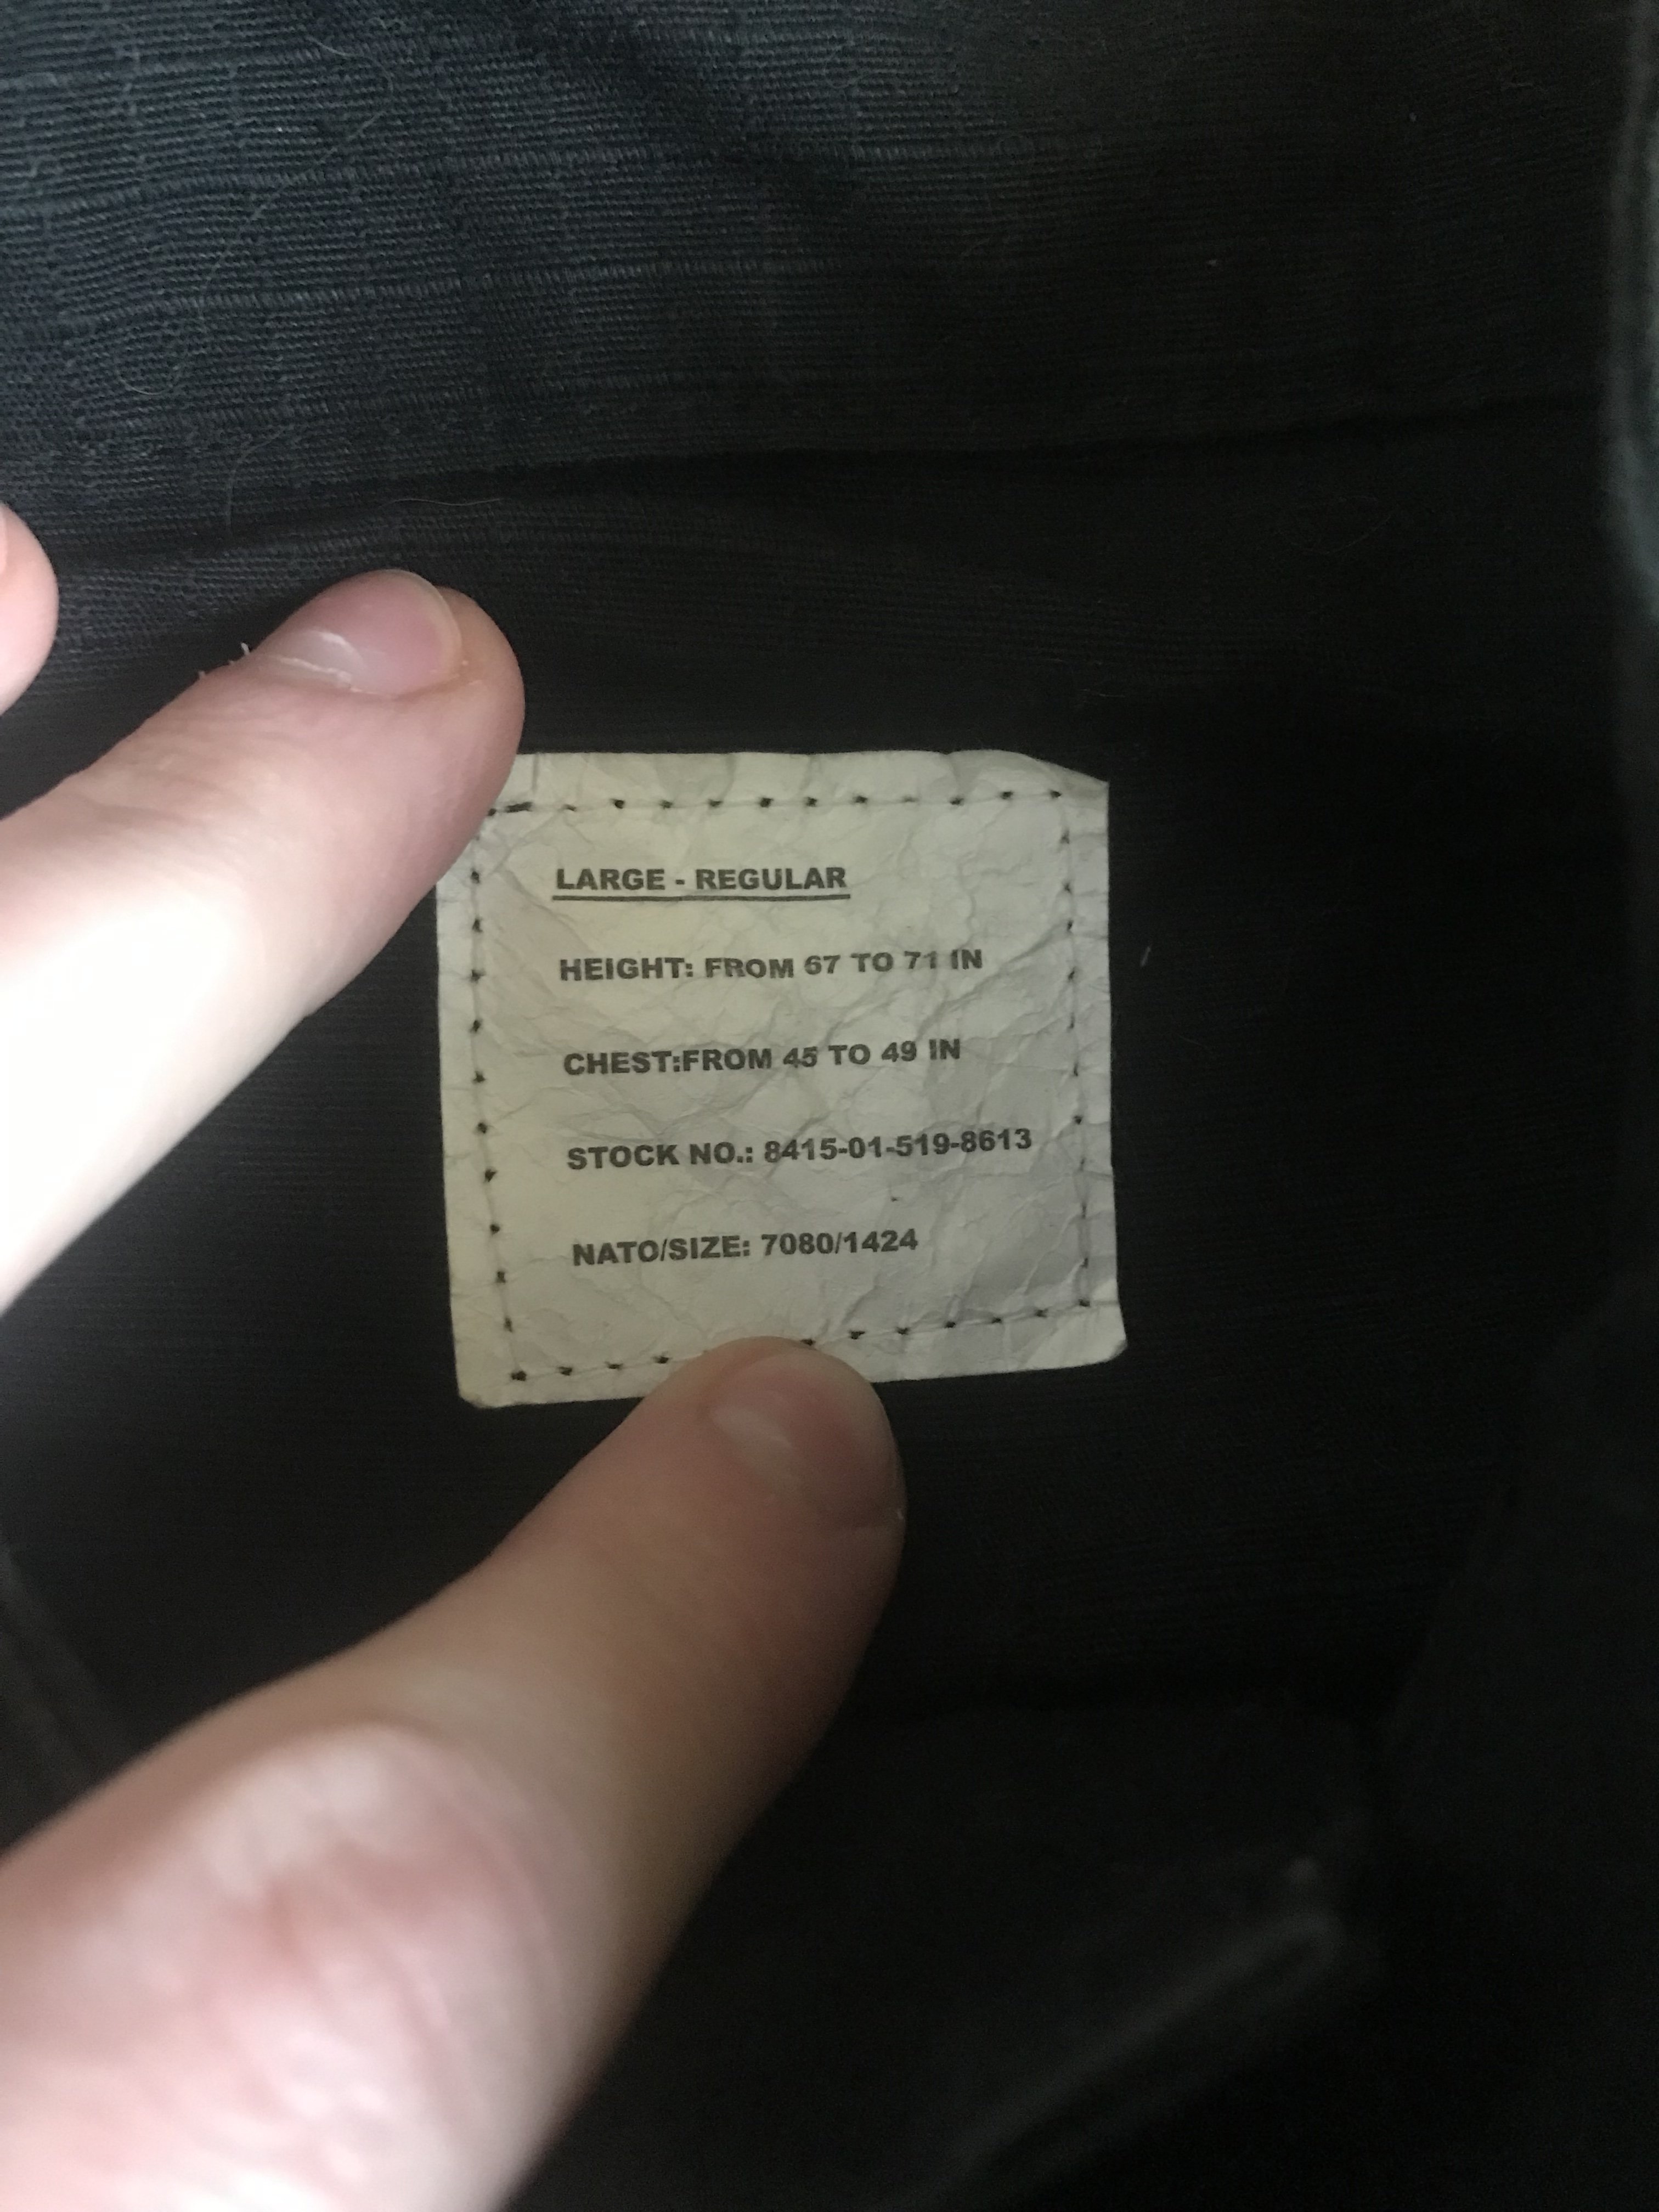 LARGE - REGULAR
HEIGHT: FROM 67 TO 71 IN
CHEST:FROM 45 TO 49 IN
STOCK NO.: 8415-01-519-8613
NATO/SIZE: 7080/1424